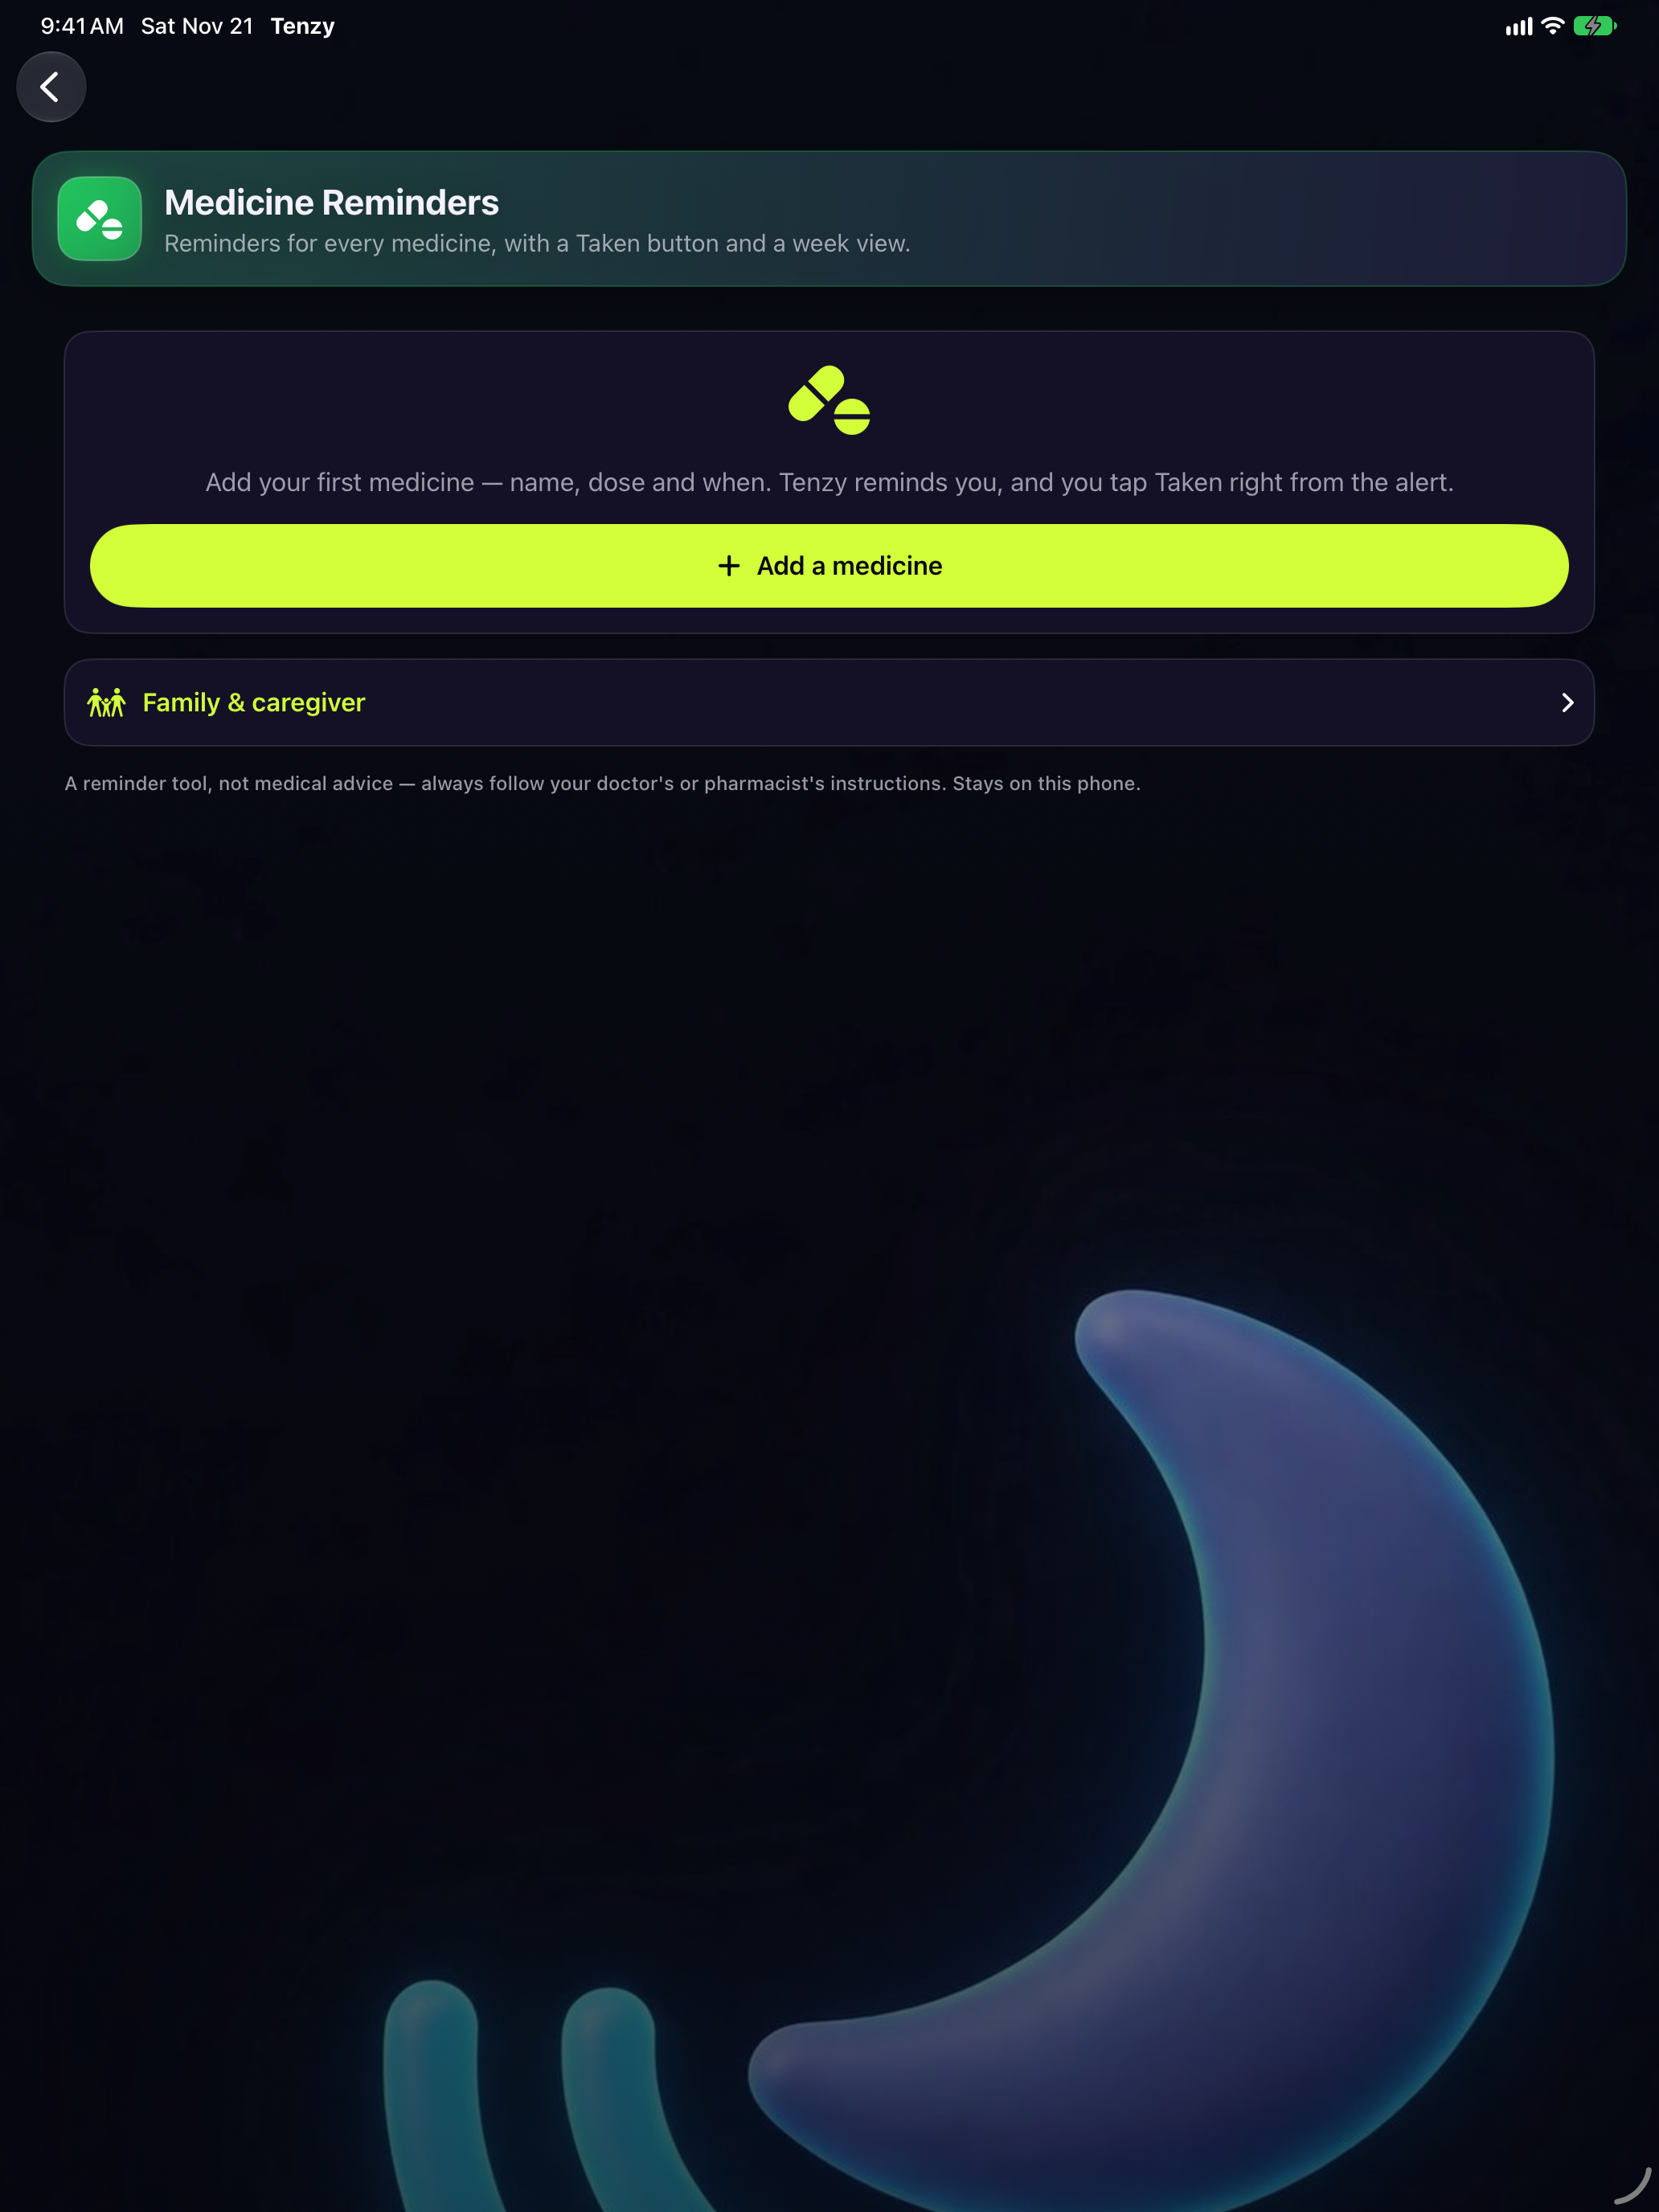 9:41 AM Sat Nov 21 Tenzy
Medicine Reminders
Reminders for every medicine, with a Taken button and a week view.
Add your first medicine — name, dose and when. Tenzy reminds you, and you tap Taken right from the alert.
+ Add a medicine
Family & caregiver
A reminder tool, not medical advice — always follow your doctor's or pharmacist's instructions. Stays on this phone.